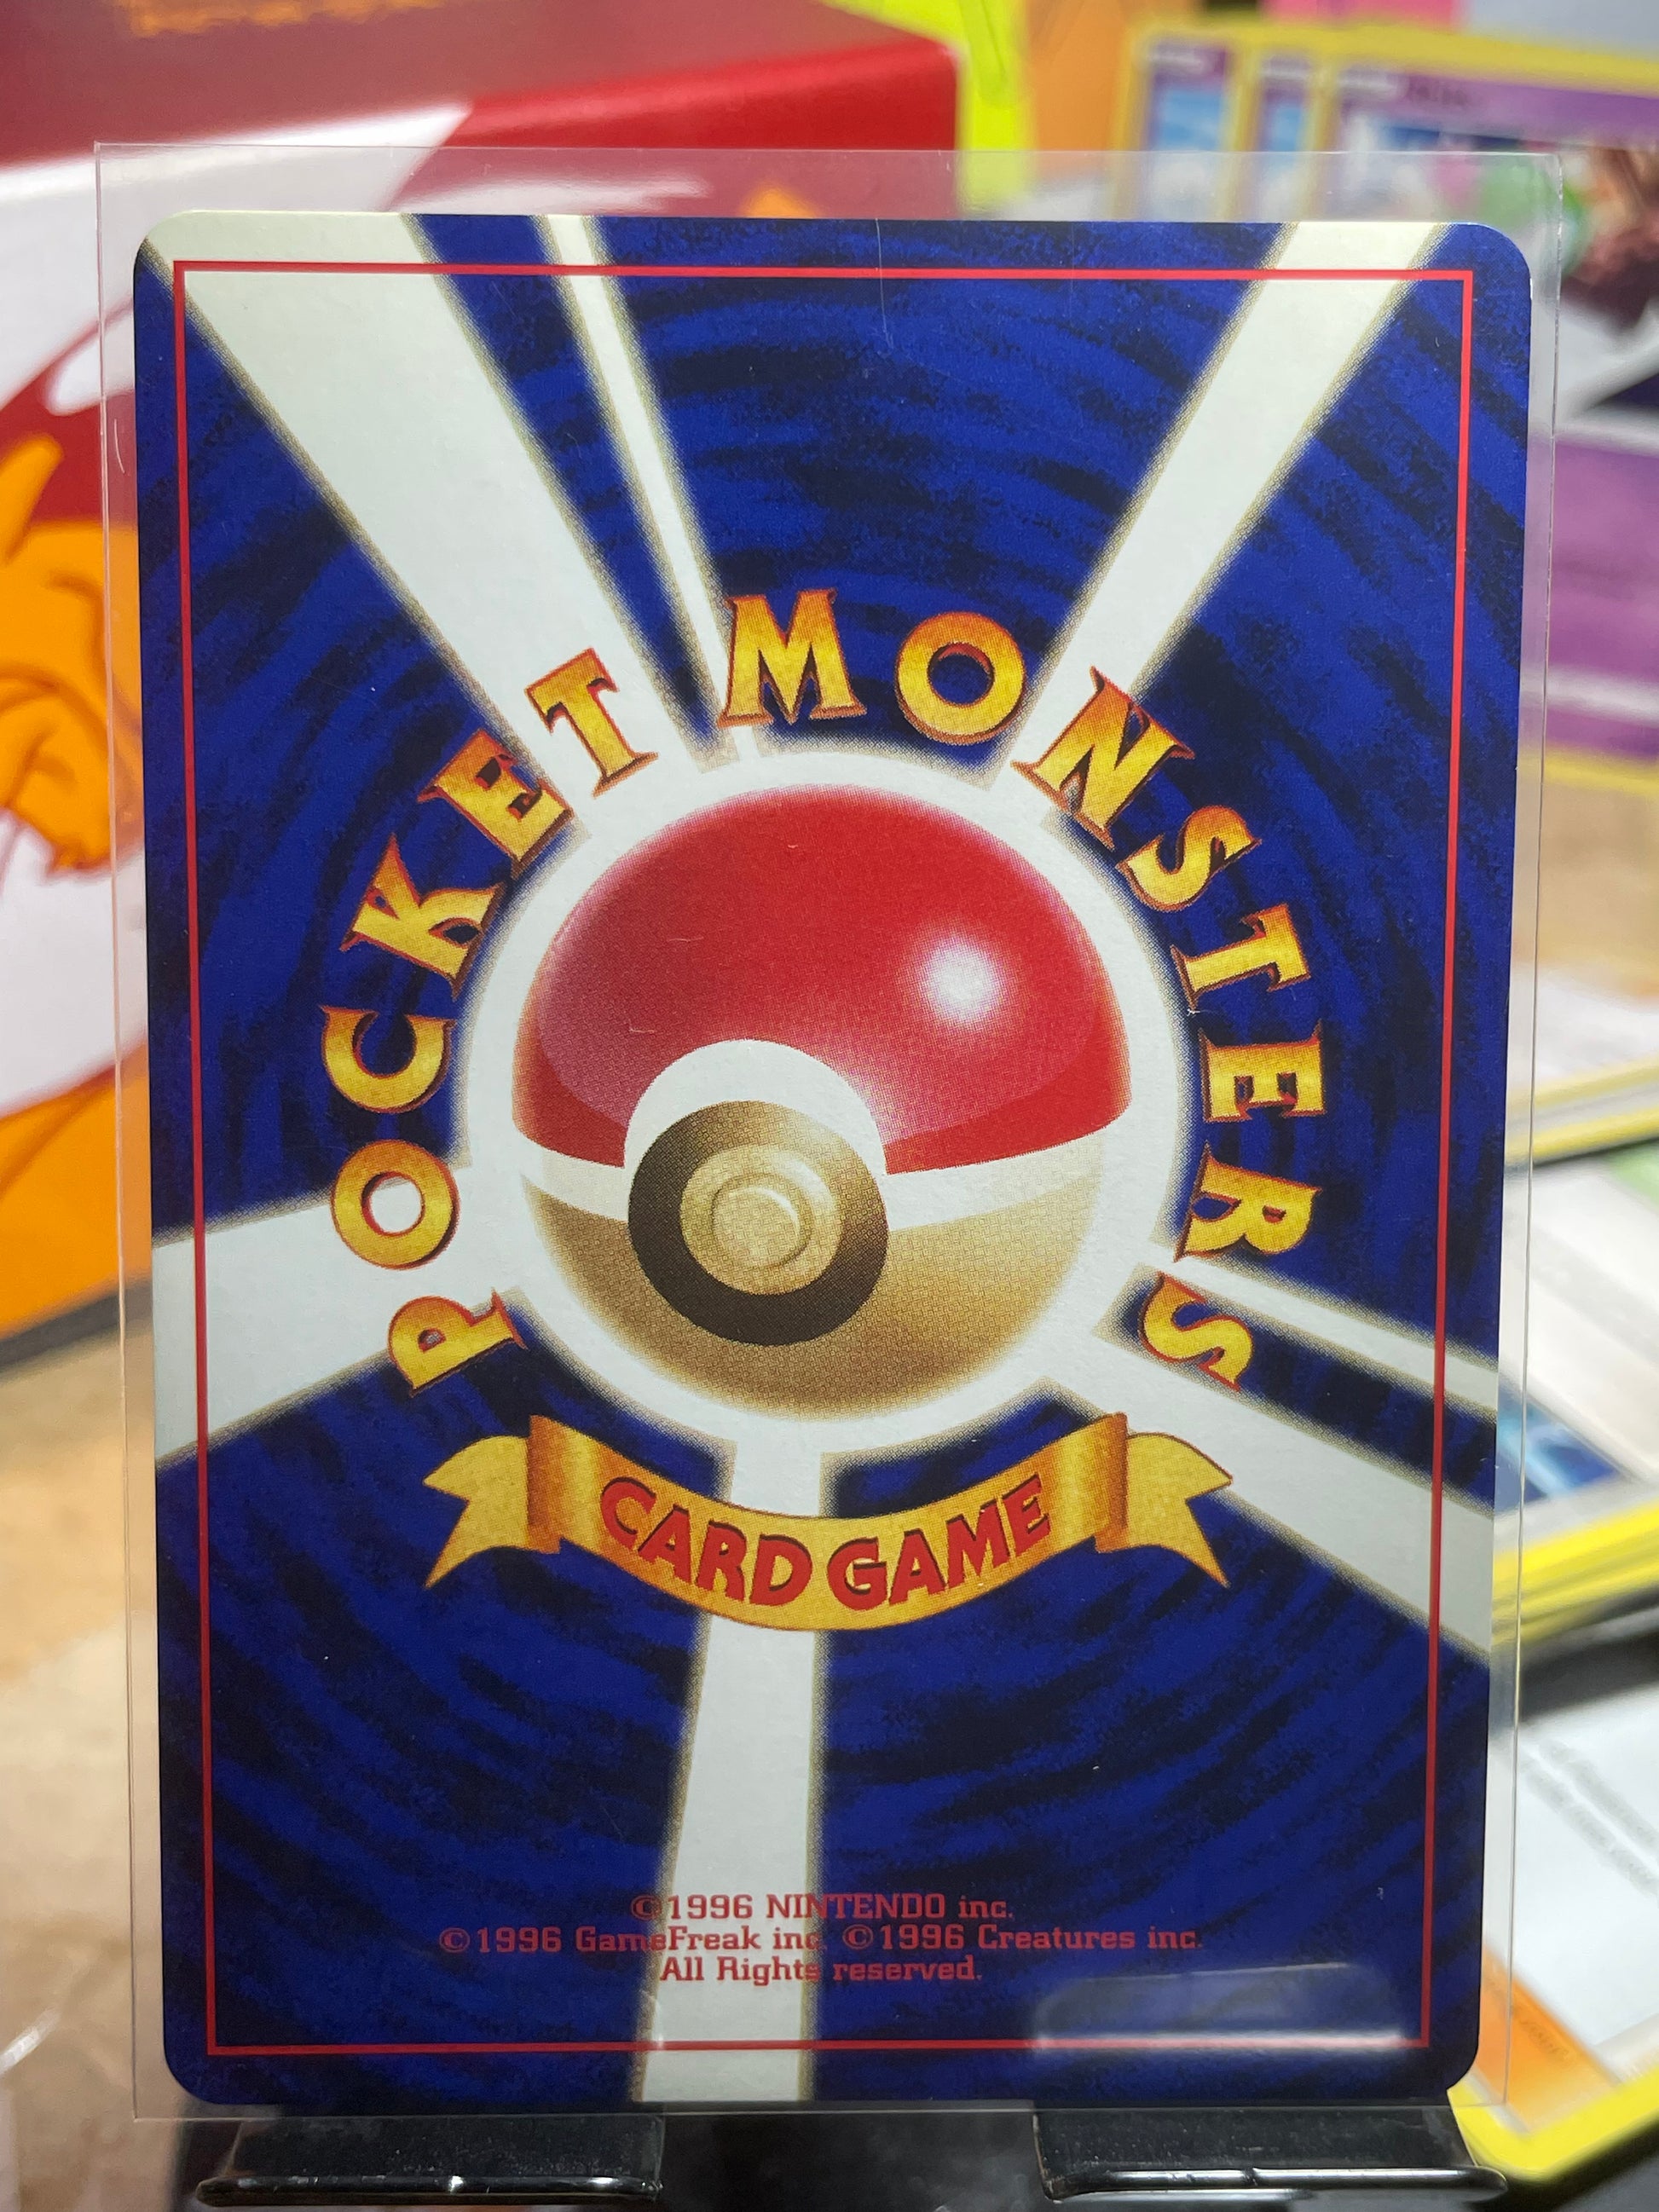 POCKET MONSTERS
CARD GAME
©1996 NINTENDO inc.
©1996 GameFreak inc. ©1996 Creatures inc.
All Rights reserved.